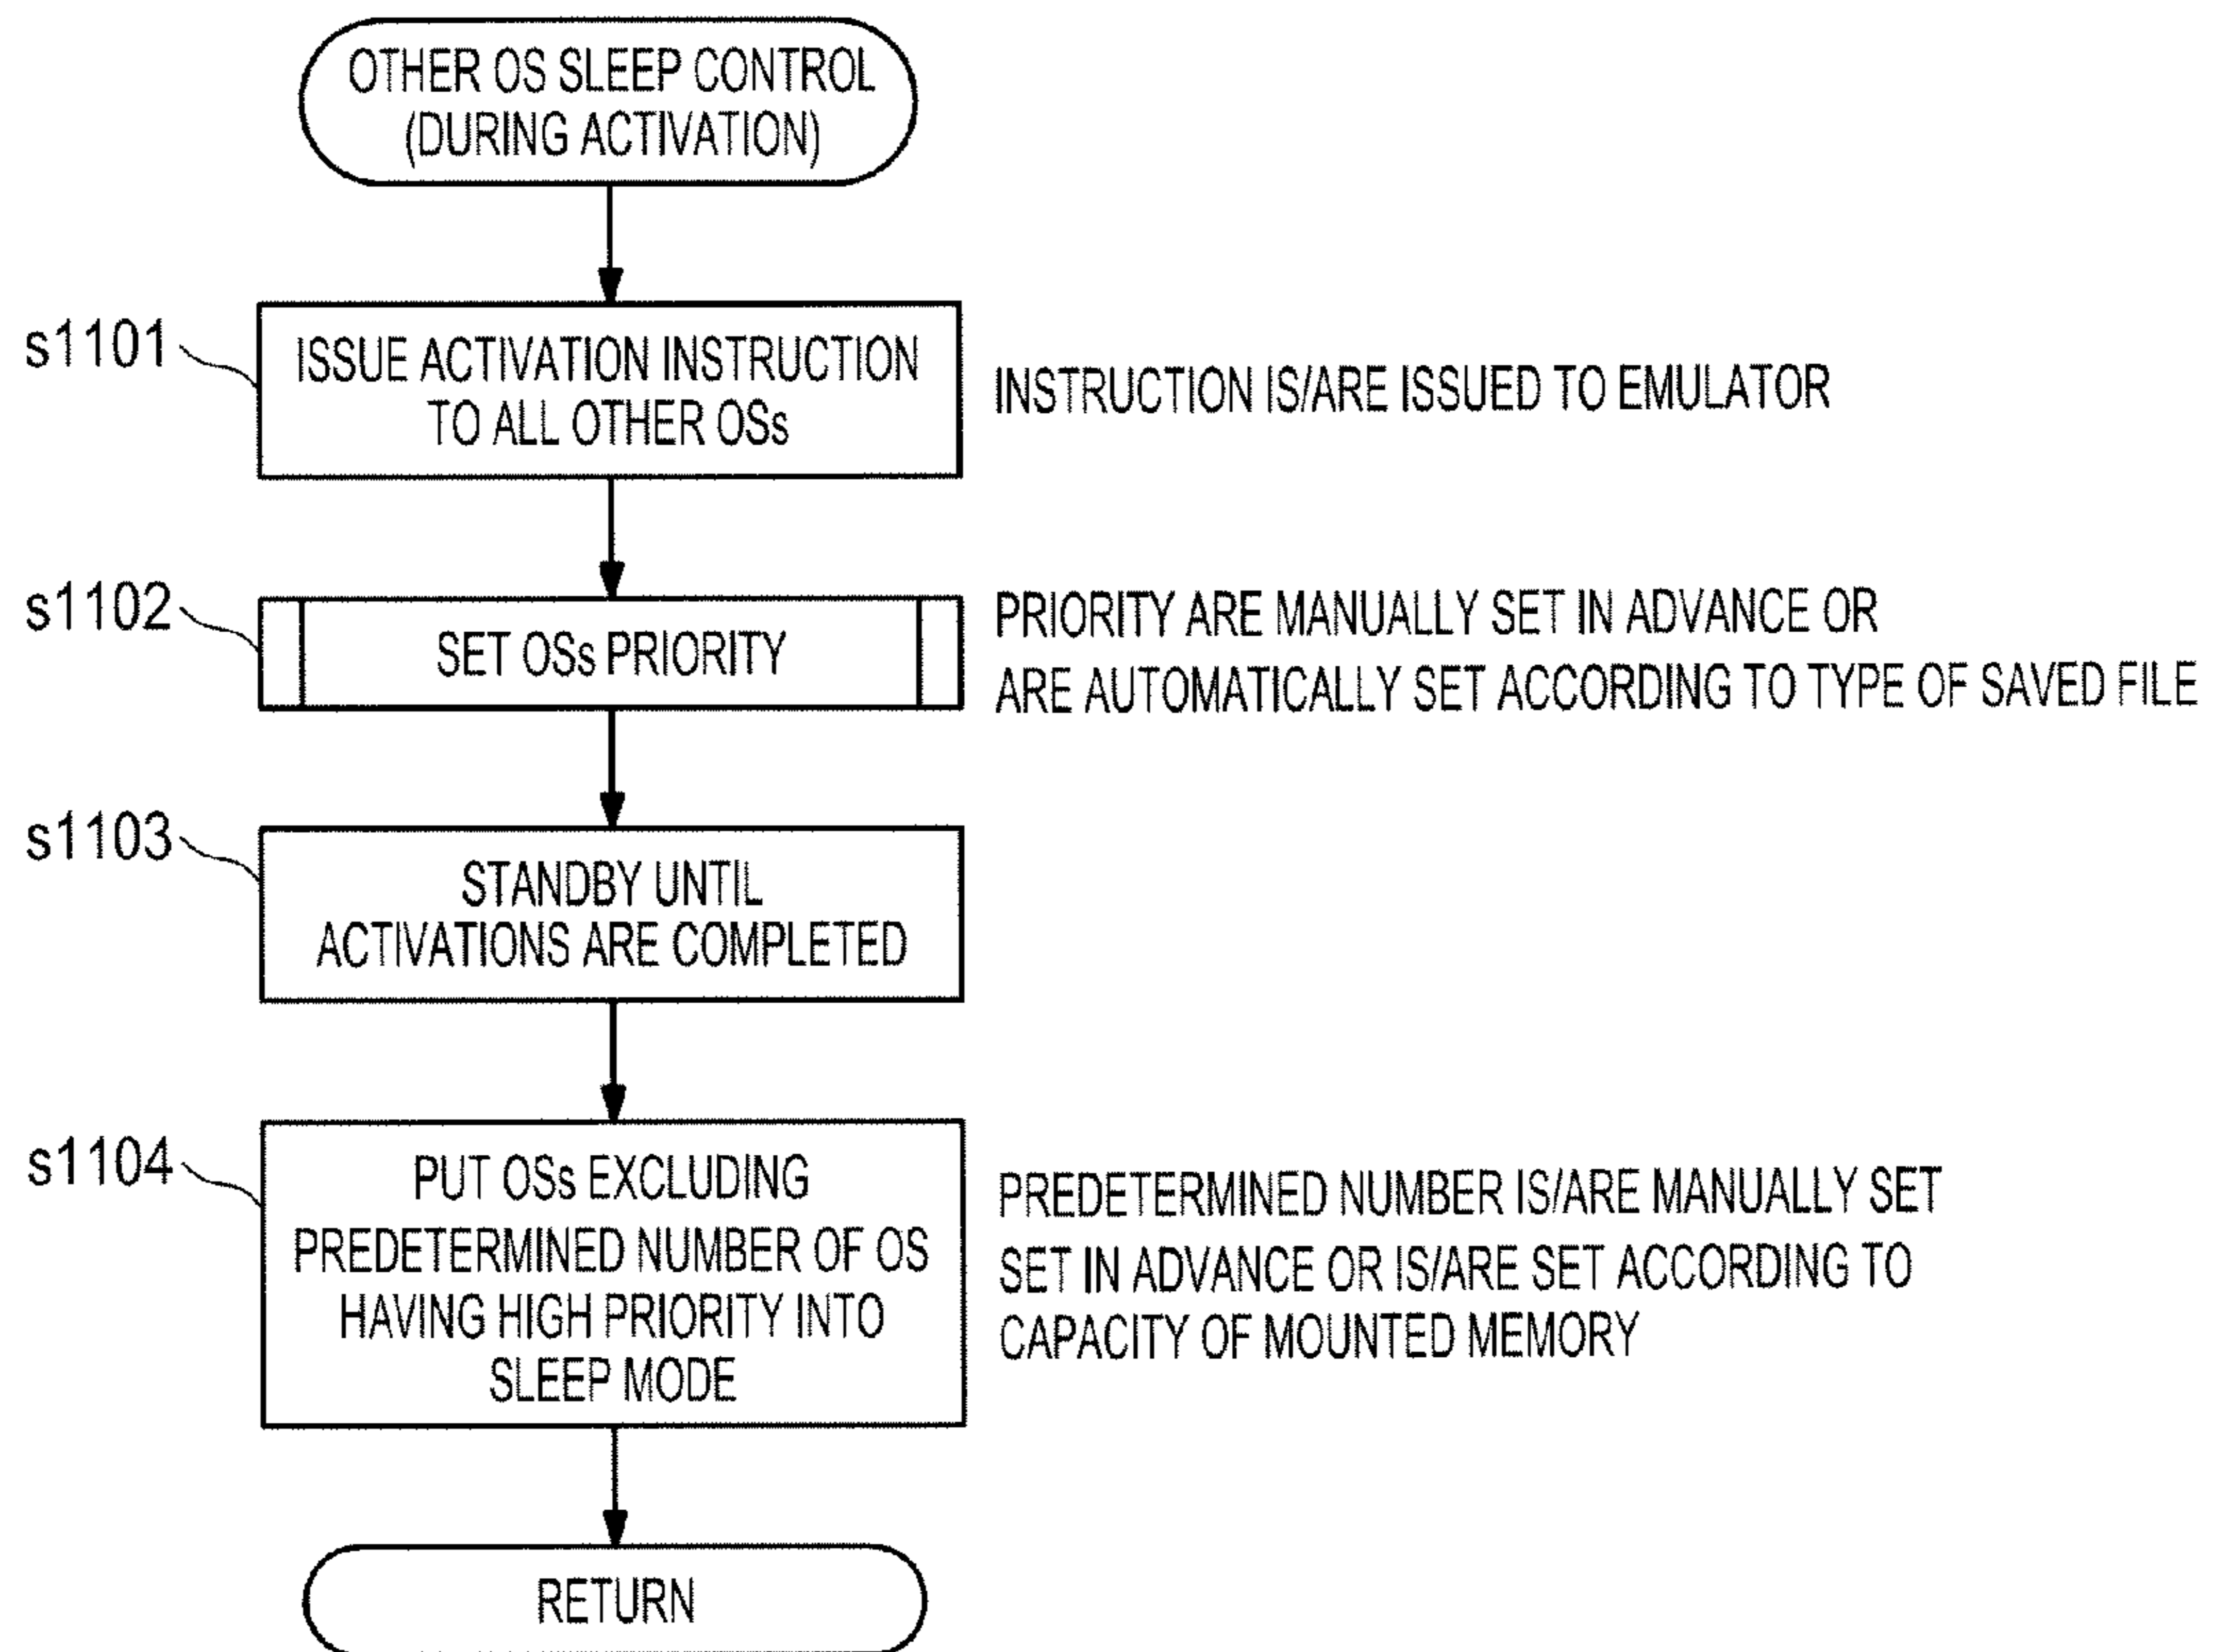 OTHER OS SLEEP CONTROL
(DURING ACTIVATION)
s1101
ISSUE ACTIVATION INSTRUCTION
TO ALL OTHER OSs
INSTRUCTION IS/ARE ISSUED TO EMULATOR
s1102
SET OSs PRIORITY
PRIORITY ARE MANUALLY SET IN ADVANCE OR
ARE AUTOMATICALLY SET ACCORDING TO TYPE OF SAVED FILE
s1103
STANDBY UNTIL
ACTIVATIONS ARE COMPLETED
s1104
PUT OSs EXCLUDING
PREDETERMINED NUMBER OF OS
HAVING HIGH PRIORITY INTO
SLEEP MODE
PREDETERMINED NUMBER IS/ARE MANUALLY SET
SET IN ADVANCE OR IS/ARE SET ACCORDING TO
CAPACITY OF MOUNTED MEMORY
RETURN